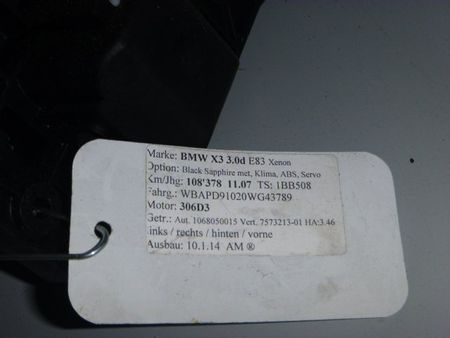 Marke: BMW X3 3.0d E83 Xenon
Option: Black Sapphire met, Klima, ABS, Servo
Km/Jhg: 108'378 11.07 TS: 1BB508
Fahrg.: WBAPD91020WG43789
Motor: 306D3
Getr.: Aut. 1068050015 Vert. 7573213-01 HA:3.46
links / rechts / hinten / vorne
Ausbau: 10.1.14 AM ®